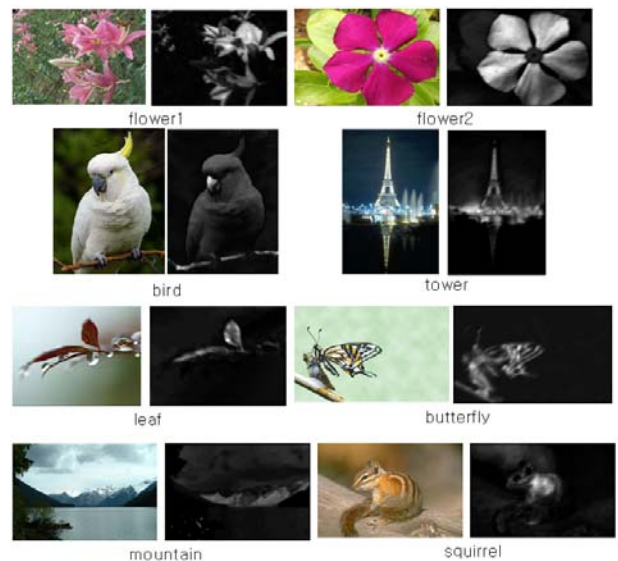 flower1
flower2
bird
tower
leaf
butterfly
mountain
squirrel